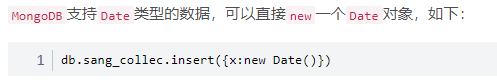 MongoDB 支持 Date 类型的数据，可以直接 new 一个 Date 对象，如下：
1 db.sang_collec.insert({x:new Date()})